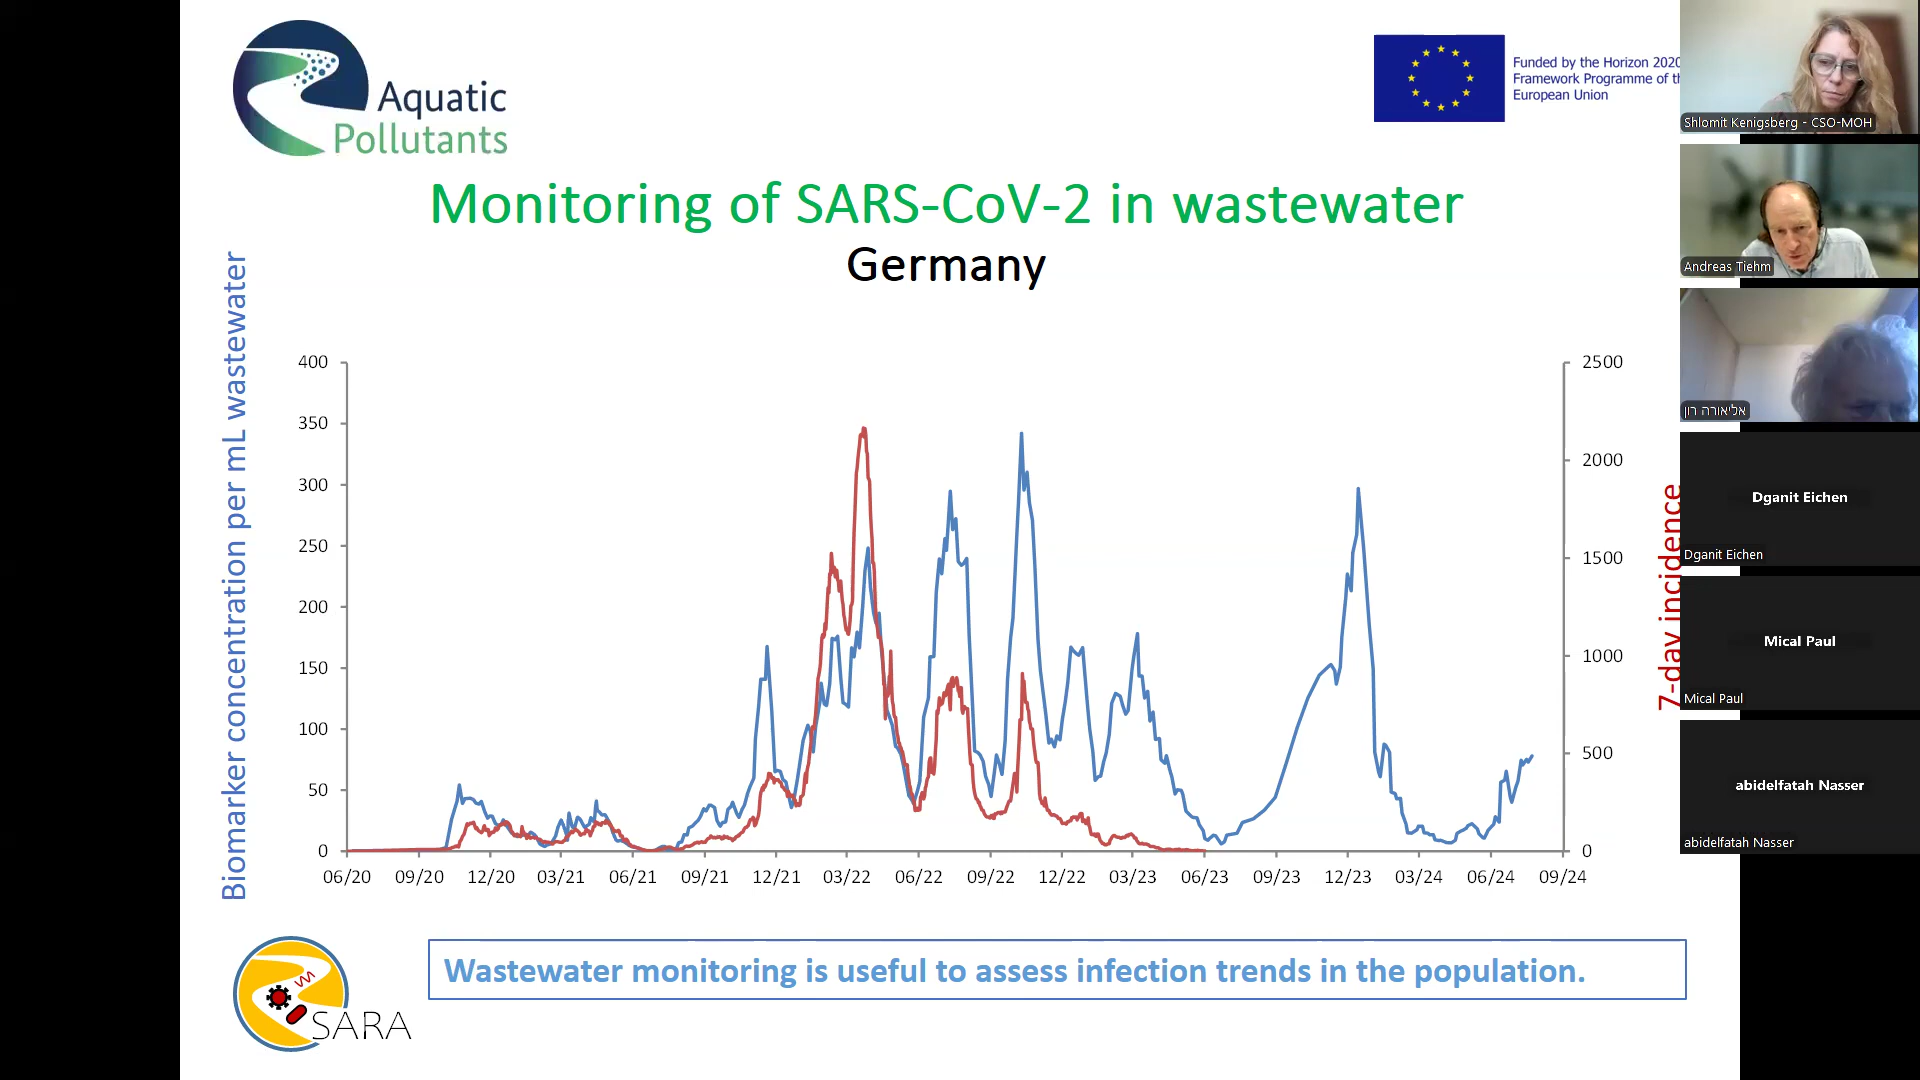 Aquatic
Pollutants
Funded by the Horizon 2020
Framework Programme of th
European Union
Monitoring of SARS-CoV-2 in wastewater
Germany
Biomarker concentration per mL wastewater
400
350
300
250
200
150
100
50
0
2500
2000
1500
1000
500
0
7-day incidence
06/20 09/20 12/20 03/21 06/21 09/21 12/21 03/22 06/22 09/22 12/22 03/23 06/23 09/23 12/23 03/24 06/24 09/24
SARA
Wastewater monitoring is useful to assess infection trends in the population.
Shlomit Kenigsberg - CSO-MOH
Andreas Tiehm
אליאורה רון
Dganit Eichen
Dganit Eichen
Mical Paul
Mical Paul
abidelfatah Nasser
abidelfatah Nasser